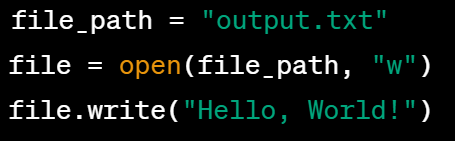 file_path = "output.txt"
file = open(file_path, "w")
file.write("Hello, World!")